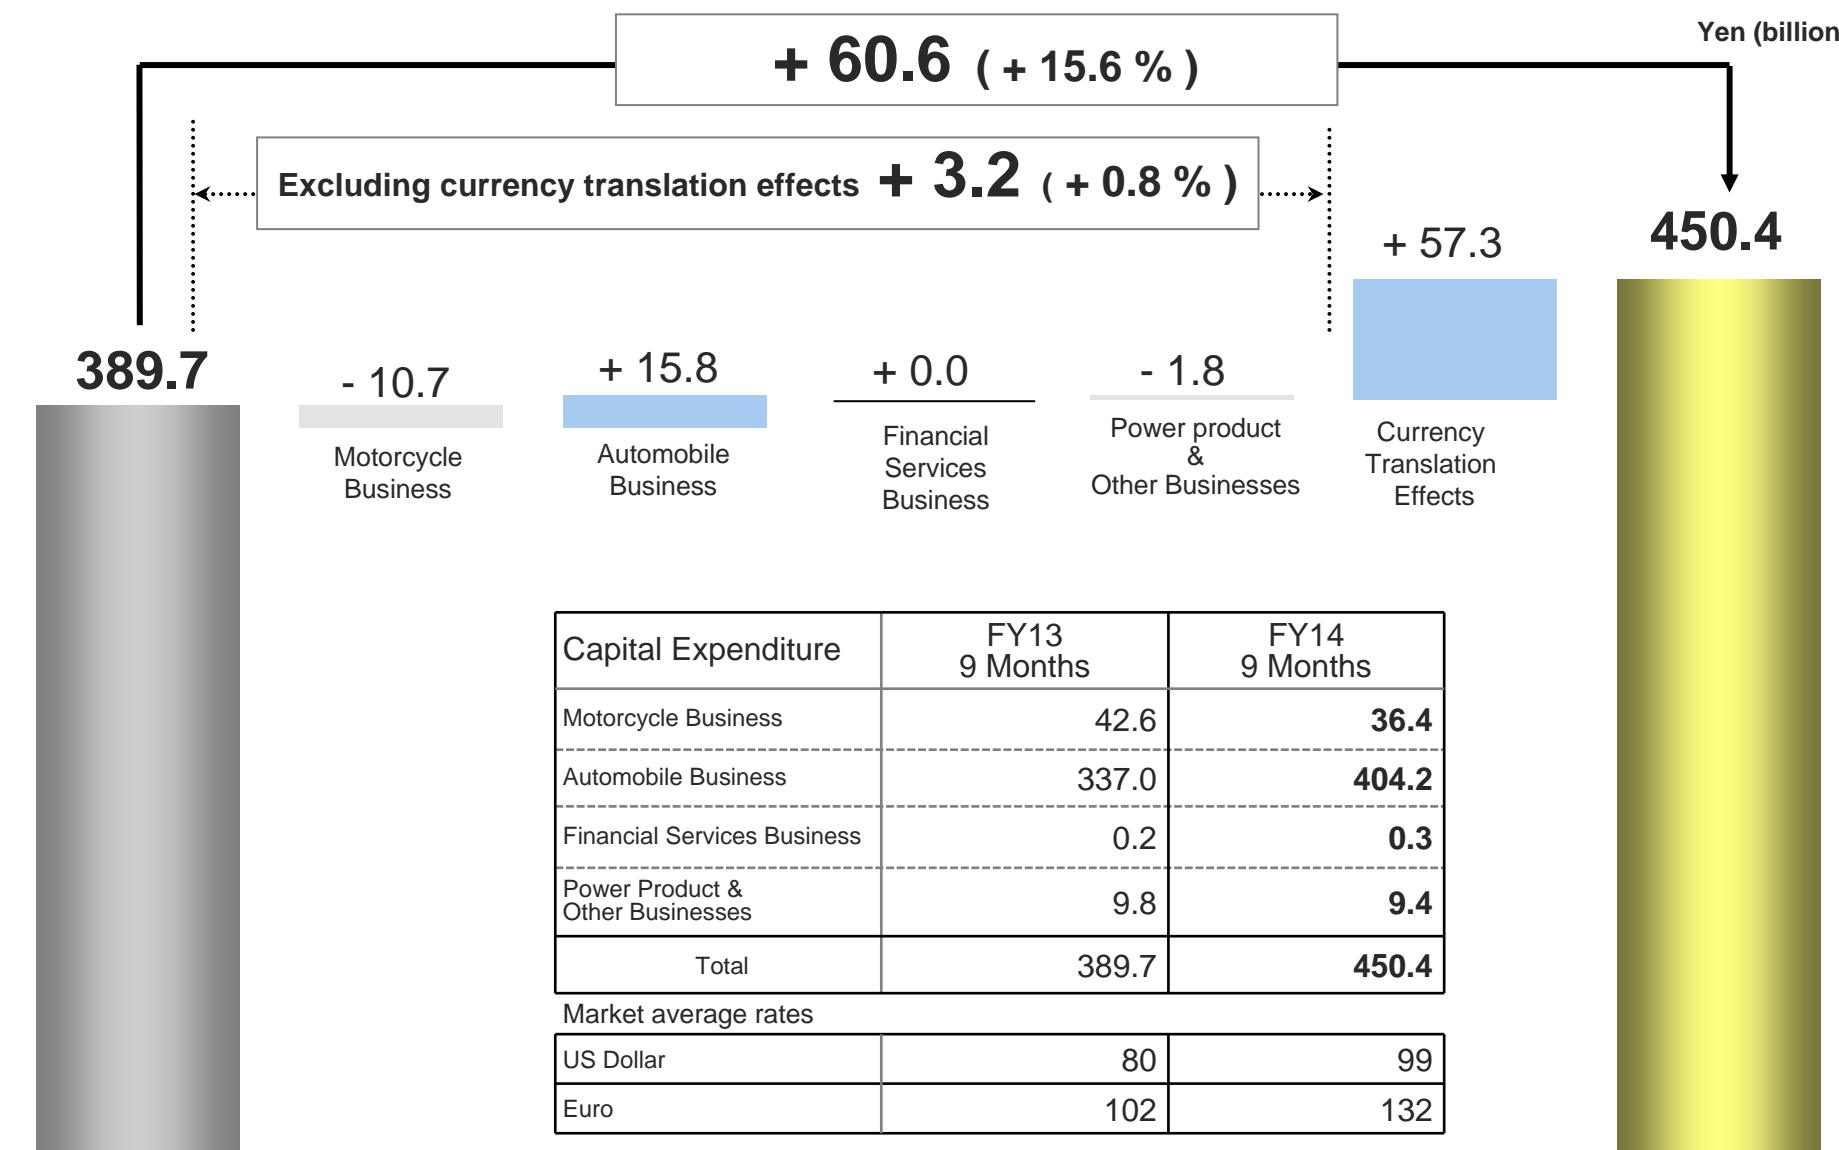 Yen (billion
+ 60.6 ( + 15.6 % )
Excluding currency translation effects + 3.2 ( + 0.8 % )
389.7
- 10.7
Motorcycle
Business
+ 15.8
Automobile
Business
+ 0.0
Financial
Services
Business
- 1.8
Power product
&
Other Businesses
+ 57.3
Currency
Translation
Effects
450.4
Capital Expenditure
FY13
9 Months
FY14
9 Months
Motorcycle Business 42.6 36.4
Automobile Business 337.0 404.2
Financial Services Business 0.2 0.3
Power Product &
Other Businesses 9.8 9.4
Total 389.7 450.4
Market average rates
US Dollar 80 99
Euro 102 132